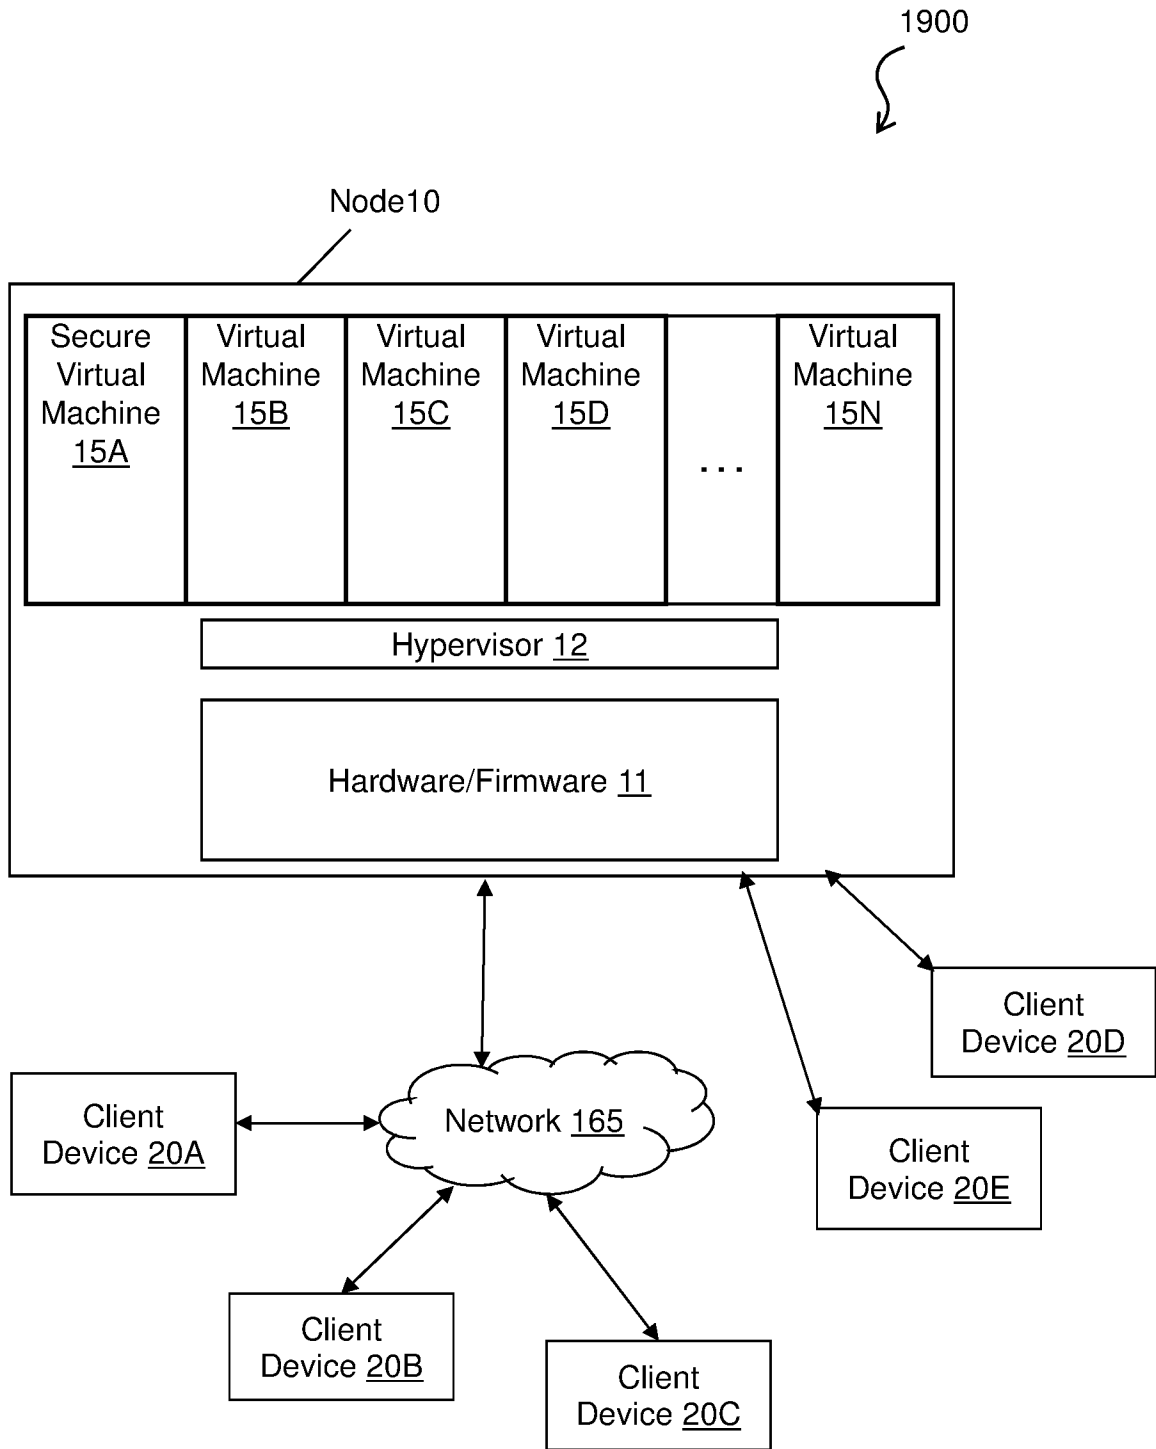 1900
Node10
Secure
Virtual
Machine
15A
Virtual
Machine
15B
Virtual
Machine
15C
Virtual
Machine
15D
...
Virtual
Machine
15N
Hypervisor 12
Hardware/Firmware 11
Client
Device 20D
Network 165
Client
Device 20A
Client
Device 20E
Client
Device 20B
Client
Device 20C